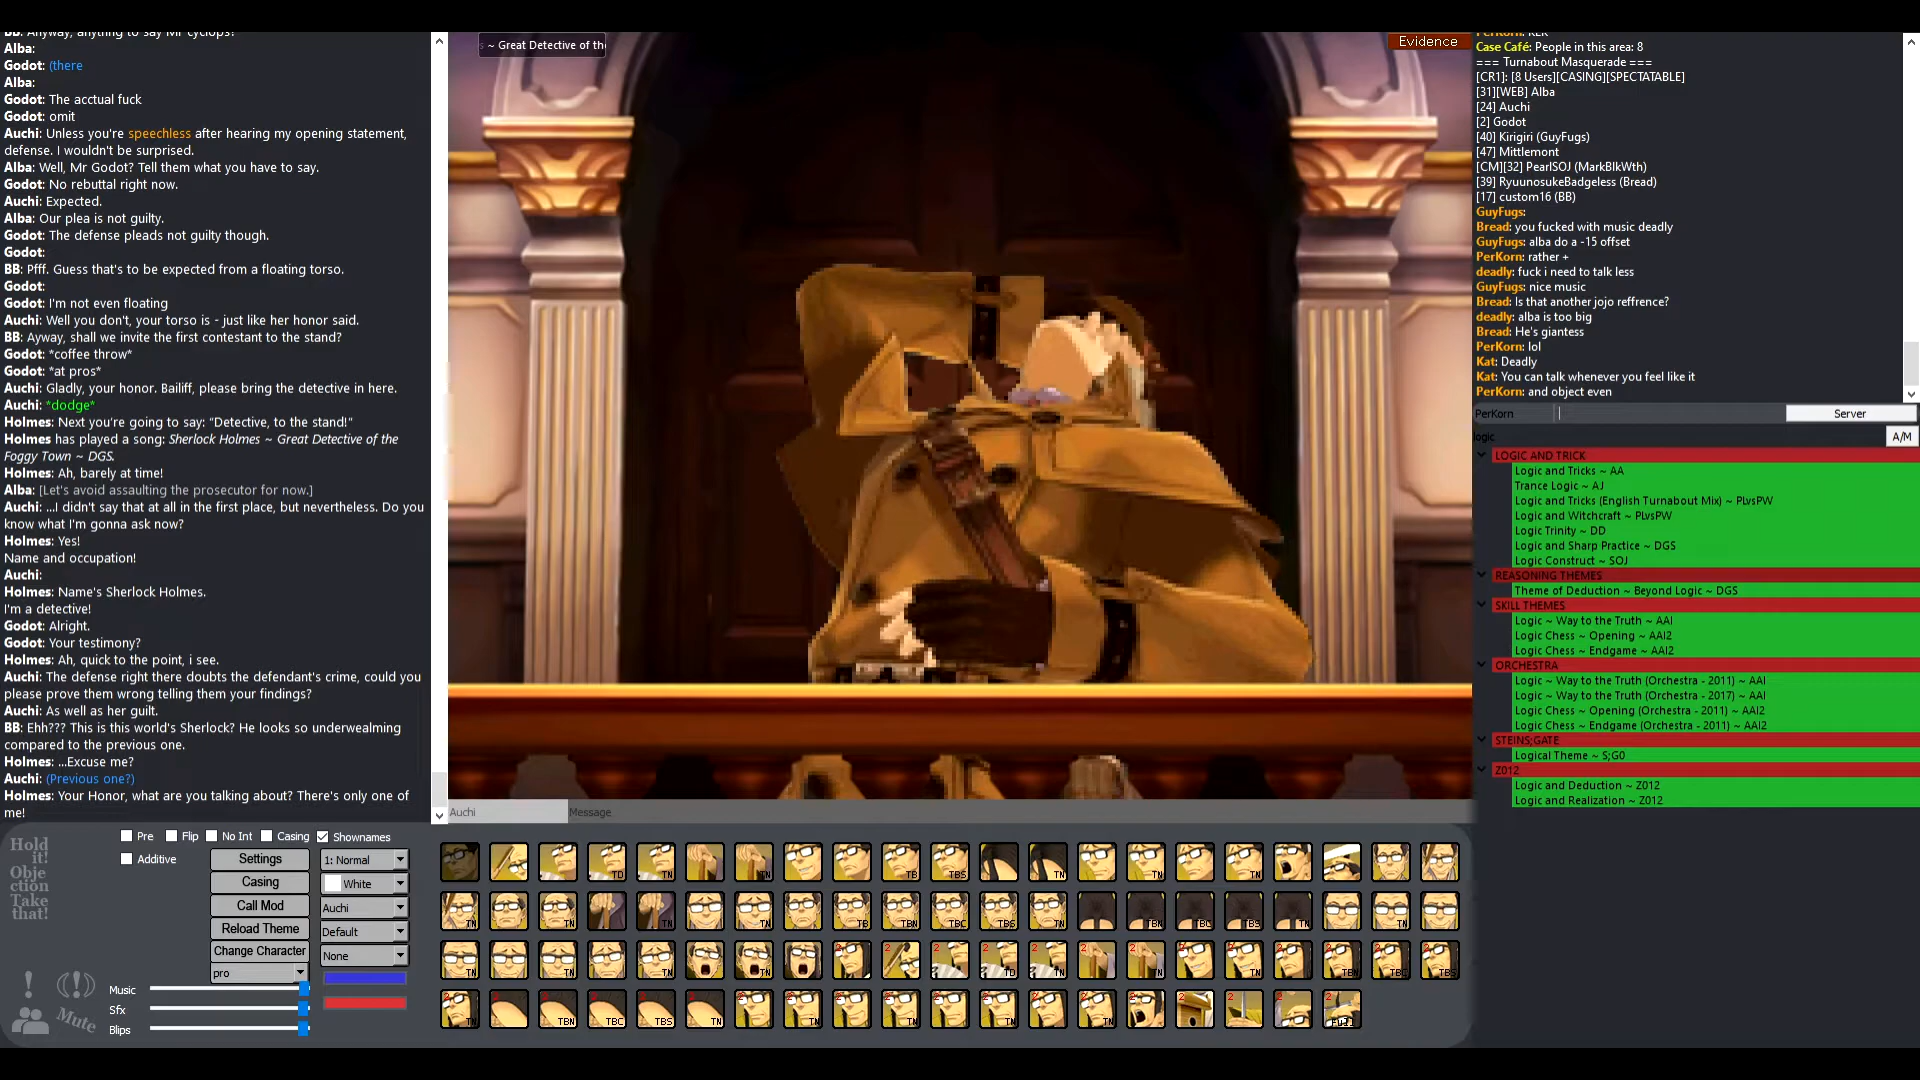 BB: Anyway, anything to say Mr cyclops?
Alba:
Godot: (there
Alba:
Godot: The acctual fuck
Godot: omit
Auchi: Unless you're speechless after hearing my opening statement,
defense. I wouldn't be surprised.
Alba: Well, Mr Godot? Tell them what you have to say.
Godot: No rebuttal right now.
Auchi: Expected.
Alba: Our plea is not guilty.
Godot: The defense pleads not guilty though.
Godot:
BB: Pfff. Guess that's to be expected from a floating torso.
Godot:
Godot: I'm not even floating
Auchi: Well you don't, your torso is - just like her honor said.
BB: Ayway, shall we invite the first contestant to the stand?
Godot: *coffee throw*
Godot: *at pros*
Auchi: Gladly, your honor. Bailiff, please bring the detective in here.
Auchi: *dodge*
Holmes: Next you're going to say: "Detective, to the stand!"
Holmes has played a song: Sherlock Holmes ~ Great Detective of the
Foggy Town ~ DGS.
Holmes: Ah, barely at time!
Alba: [Let's avoid assaulting the prosecutor for now.]
Auchi: ...I didn't say that at all in the first place, but nevertheless. Do you
know what I'm gonna ask now?
Holmes: Yes!
Name and occupation!
Auchi:
Holmes: Name's Sherlock Holmes.
I'm a detective!
Godot: Alright.
Godot: Your testimony?
Holmes: Ah, quick to the point, i see.
Auchi: The defense right there doubts the defendant's crime, could you
please prove them wrong telling them your findings?
Auchi: As well as her guilt.
BB: Ehh??? This is this world's Sherlock? He looks so underwealming
compared to the previous one.
Holmes: ...Excuse me?
Auchi: (Previous one?)
Holmes: Your Honor, what are you talking about? There's only one of
me!
~ Great Detective of the
Evidence
Auchi
Message
PerKorn: KEK
Case Café: People in this area: 8
=== Turnabout Masquerade ===
[CR1]: [8 Users][CASING][SPECTATABLE]
[31][WEB] Alba
[24] Auchi
[2] Godot
[40] Kirigiri (GuyFugs)
[47] Mittlemont
[CM][32] PearlSOJ (MarkBlkWth)
[39] RyuunosukeBadgeless (Bread)
[17] custom16 (BB)
GuyFugs:
Bread: you fucked with music deadly
GuyFugs: alba do a -15 offset
PerKorn: rather +
deadly: fuck i need to talk less
GuyFugs: nice music
Bread: Is that another jojo reffrence?
deadly: alba is too big
Bread: He's giantess
PerKorn: lol
Kat: Deadly
Kat: You can talk whenever you feel like it
PerKorn: and object even
PerKorn
Server
logic
A/M
LOGIC AND TRICK
Logic and Tricks ~ AA
Trance Logic ~ AJ
Logic and Tricks (English Turnabout Mix) ~ PLvsPW
Logic and Witchcraft ~ PLvsPW
Logic Trinity ~ DD
Logic and Sharp Practice ~ DGS
Logic Construct ~ SOJ
REASONING THEMES
Theme of Deduction ~ Beyond Logic ~ DGS
SKILL THEMES
Logic ~ Way to the Truth ~ AAI
Logic Chess ~ Opening ~ AAI2
Logic Chess ~ Endgame ~ AAI2
ORCHESTRA
Logic ~ Way to the Truth (Orchestra - 2011) ~ AAI
Logic ~ Way to the Truth (Orchestra - 2017) ~ AAI
Logic Chess ~ Opening (Orchestra - 2011) ~ AAI2
Logic Chess ~ Endgame (Orchestra - 2011) ~ AAI2
STEINS;GATE
Logical Theme ~ S;G0
Z012
Logic and Deduction ~ Z012
Logic and Realization ~ Z012
Hold
it!
Obje
ction
Take
that!
Pre
Flip
No Int
Casing
Shownames
Additive
Settings
1: Normal
Casing
White
Call Mod
Auchi
Reload Theme
Default
Change Character
None
pro
Music
Sfx
Blips
Mute